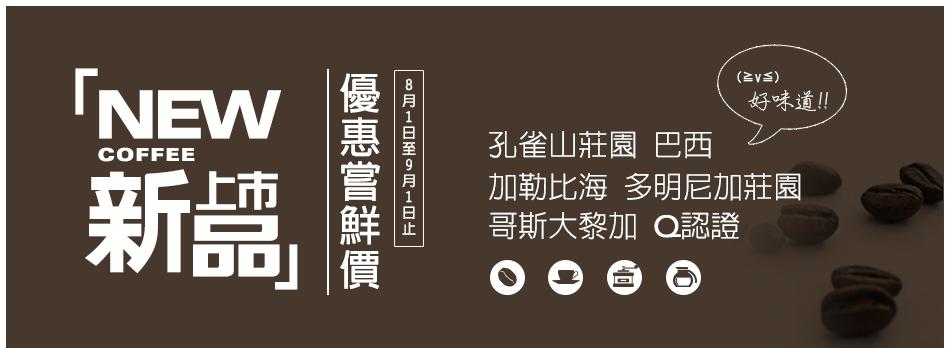 「NEW
COFFEE
新品上市」
優惠嘗鮮價
8月1日至9月1日止
(≧v≦)
好味道!!
孔雀山莊園 巴西
加勒比海 多明尼加莊園
哥斯大黎加 Q認證